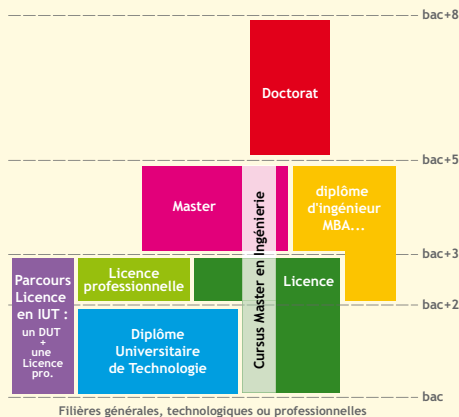 bac+8
Doctorat
bac+5
Master
diplôme
d'ingénieur
MBA...
Cursus Master en Ingénierie
bac+3
Parcours
Licence
en IUT :
un DUT
+
une
Licence
pro.
Licence
professionnelle
Licence
bac+2
Diplôme
Universitaire
de Technologie
bac
Filières générales, technologiques ou professionnelles